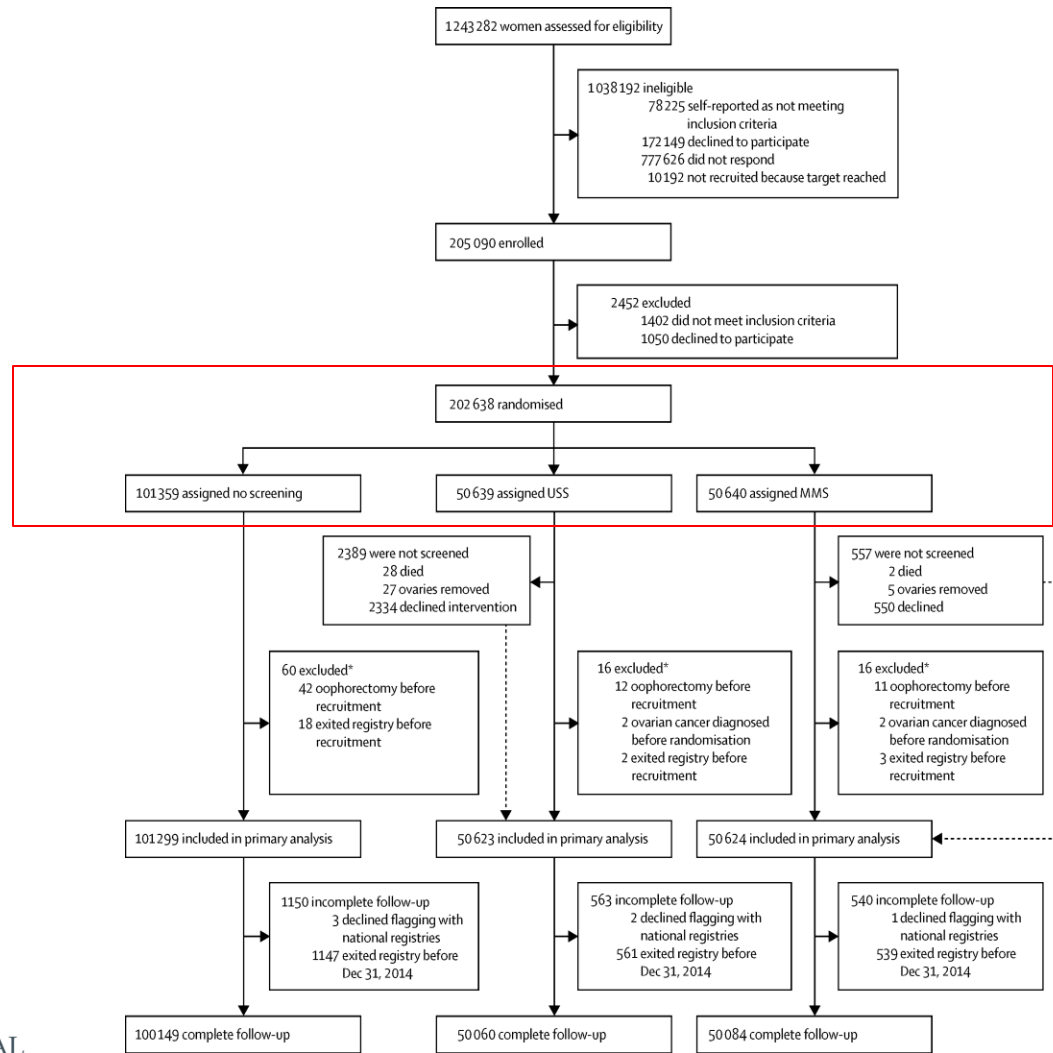 1243282 women assessed for eligibility
1038192 ineligible
78225 self-reported as not meeting
inclusion criteria
172149 declined to participate
777626 did not respond
10192 not recruited because target reached
205090 enrolled
2452 excluded
1402 did not meet inclusion criteria
1050 declined to participate
202638 randomised
101359 assigned no screening
50639 assigned USS
50640 assigned MMS
2389 were not screened
28 died
27 ovaries removed
2334 declined intervention
557 were not screened
2 died
5 ovaries removed
550 declined
60 excluded*
42 oophorectomy before
recruitment
18 exited registry before
recruitment
16 excluded*
12 oophorectomy before
recruitment
2 ovarian cancer diagnosed
before randomisation
2 exited registry before
recruitment
16 excluded*
11 oophorectomy before
recruitment
2 ovarian cancer diagnosed
before randomisation
3 exited registry before
recruitment
101299 included in primary analysis
50623 included in primary analysis
50624 included in primary analysis
1150 incomplete follow-up
3 declined flagging with
national registries
1147 exited registry before
Dec 31, 2014
563 incomplete follow-up
2 declined flagging with
national registries
561 exited registry before
Dec 31, 2014
540 incomplete follow-up
1 declined flagging with
national registries
539 exited registry before
Dec 31, 2014
100149 complete follow-up
50060 complete follow-up
50084 complete follow-up
AL